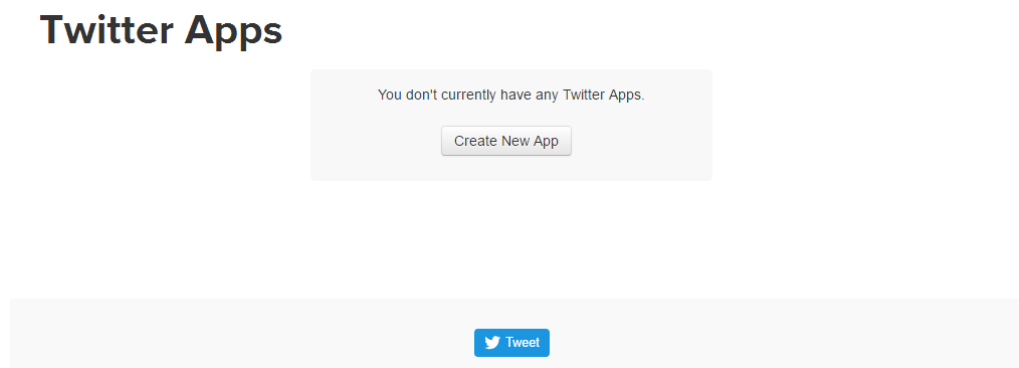 Twitter Apps
You don't currently have any Twitter Apps.
Create New App
Tweet